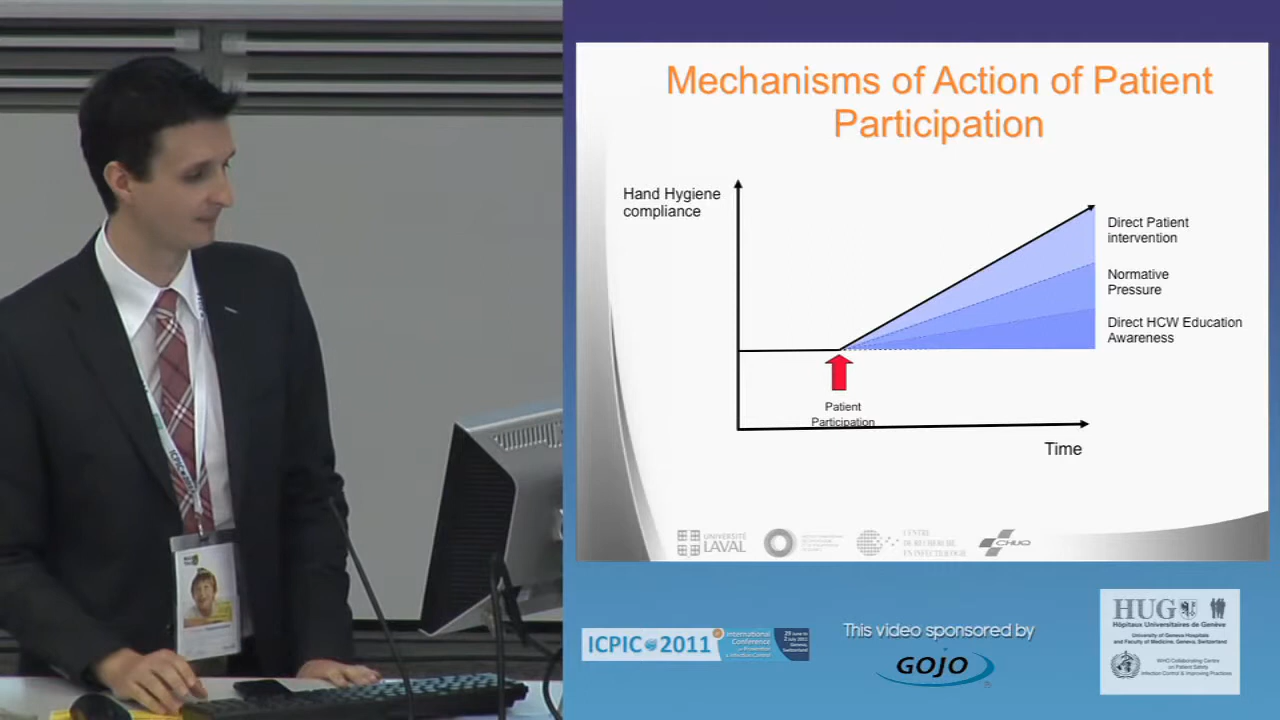 Mechanisms of Action of Patient
Participation
Hand Hygiene
compliance
Direct Patient
intervention
Normative
Pressure
Direct HCW Education
Awareness
Patient
Participation
Time
UNIVERSITÉ
LAVAL
CENTRE
DE RECHERCHE
EN INFECTIOLOGIE
CHUQ
ICPIC 2011
ICPIC 2011
International
Conference
on Prevention
& Infection Control
29 June to
2 July 2011
Geneva,
Switzerland
This video sponsored by
GOJO
HUG
Hôpitaux Universitaires de Genève
University of Geneva Hospitals
and Faculty of Medicine, Geneva, Switzerland
WHO Collaborating Centre
on Patient Safety
Infection Control & Improving Practices